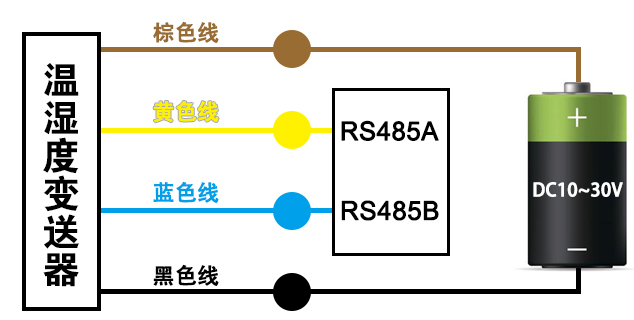 温湿度变送器
棕色线
黄色线
RS485A
蓝色线
RS485B
黑色线
+
DC10~30V
—